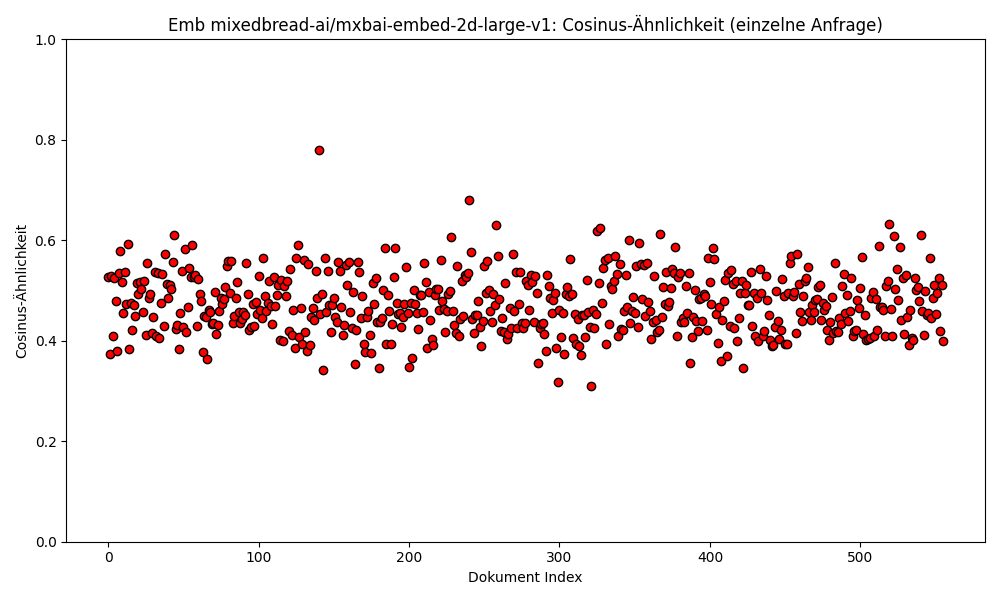 Emb mixedbread-ai/mxbai-embed-2d-large-v1: Cosinus-Ähnlichkeit (einzelne Anfrage)
1.0
0.8
0.6
0.4
0.2
0.0
Cosinus-Ähnlichkeit
0 100 200 300 400 500
Dokument Index